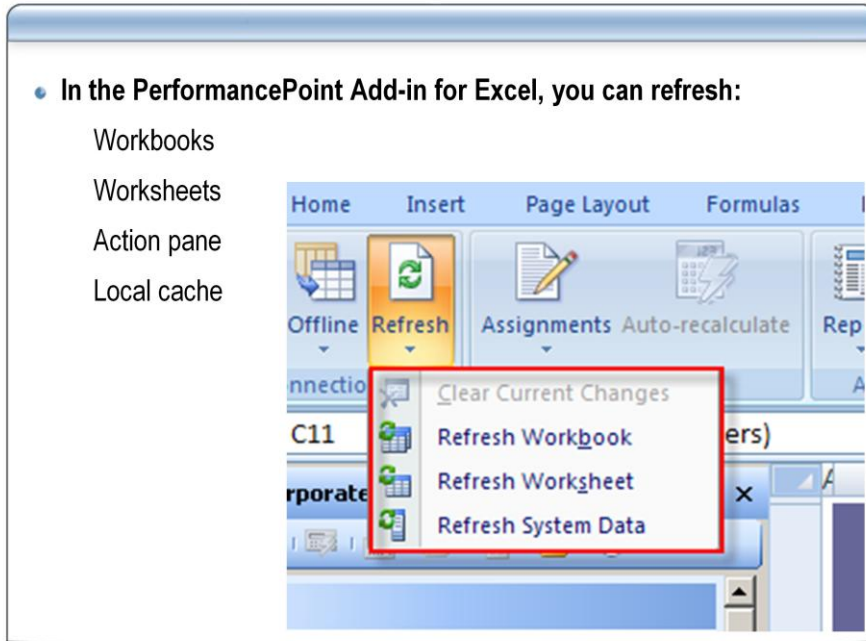 In the PerformancePoint Add-in for Excel, you can refresh:
Workbooks
Worksheets
Action pane
Local cache
Home Insert Page Layout Formulas
Offline Refresh Assignments Auto-recalculate Rep
nnectio
Clear Current Changes
C11 Refresh Workbook ers)
rporate Refresh Worksheet
Refresh System Data